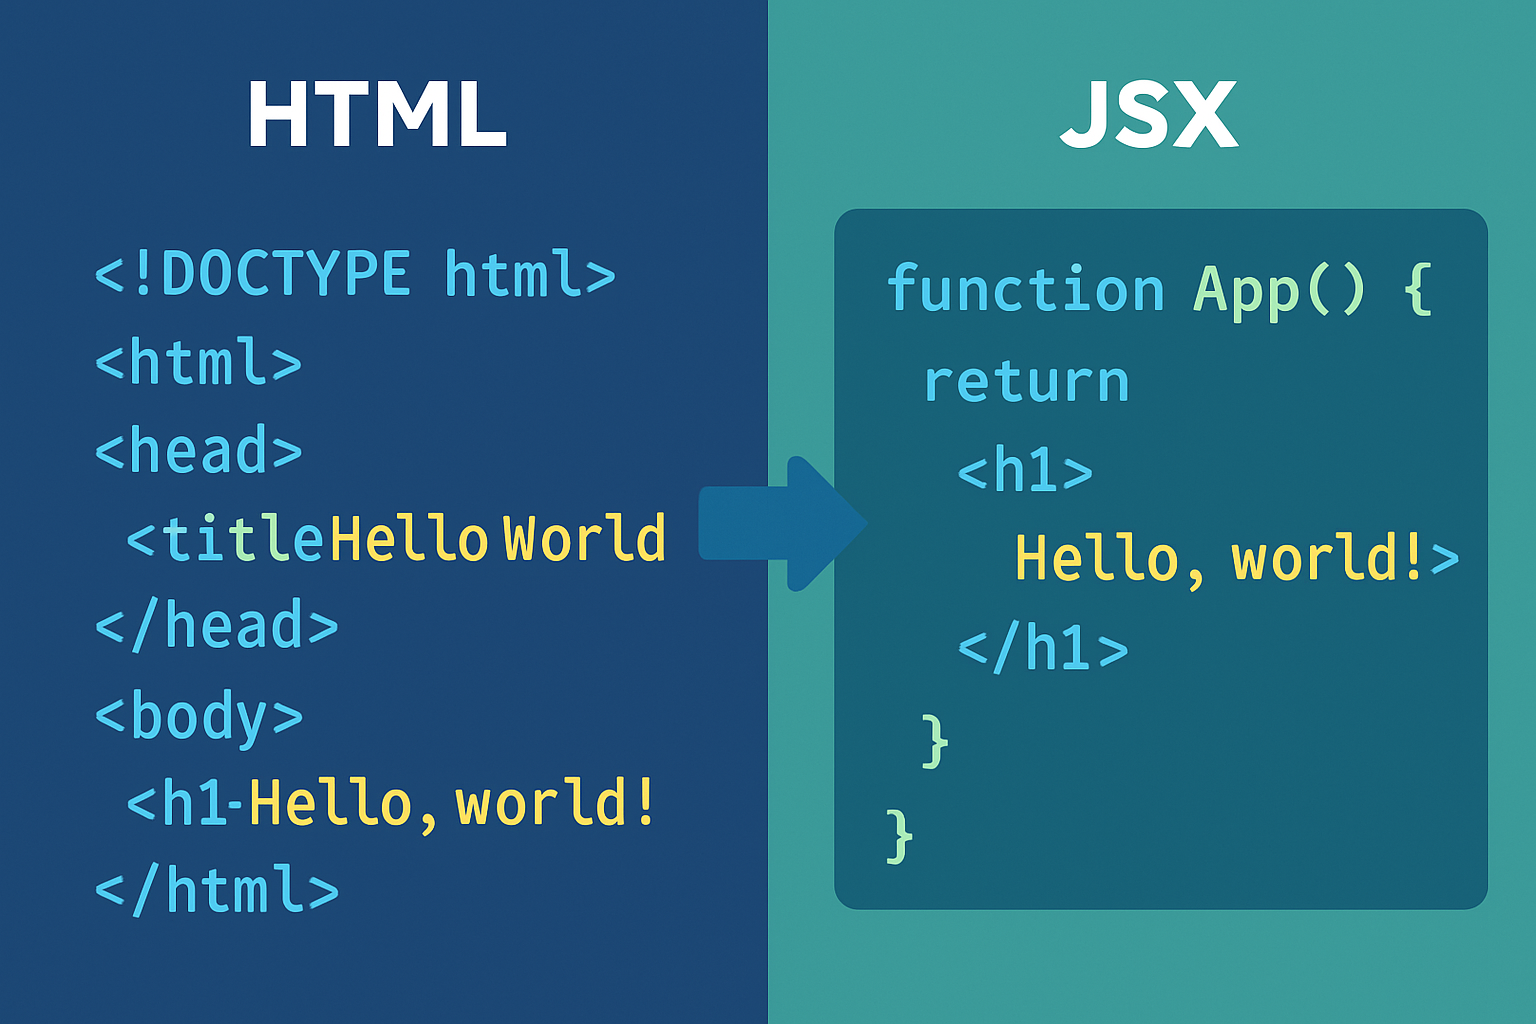 HTML
<!DOCTYPE html>
<html>
<head>
<titleHello World
</head>
<body>
<h1-Hello, world!
</html>
JSX
function App() {
return
<h1>
Hello, world!>
</h1>
}
}